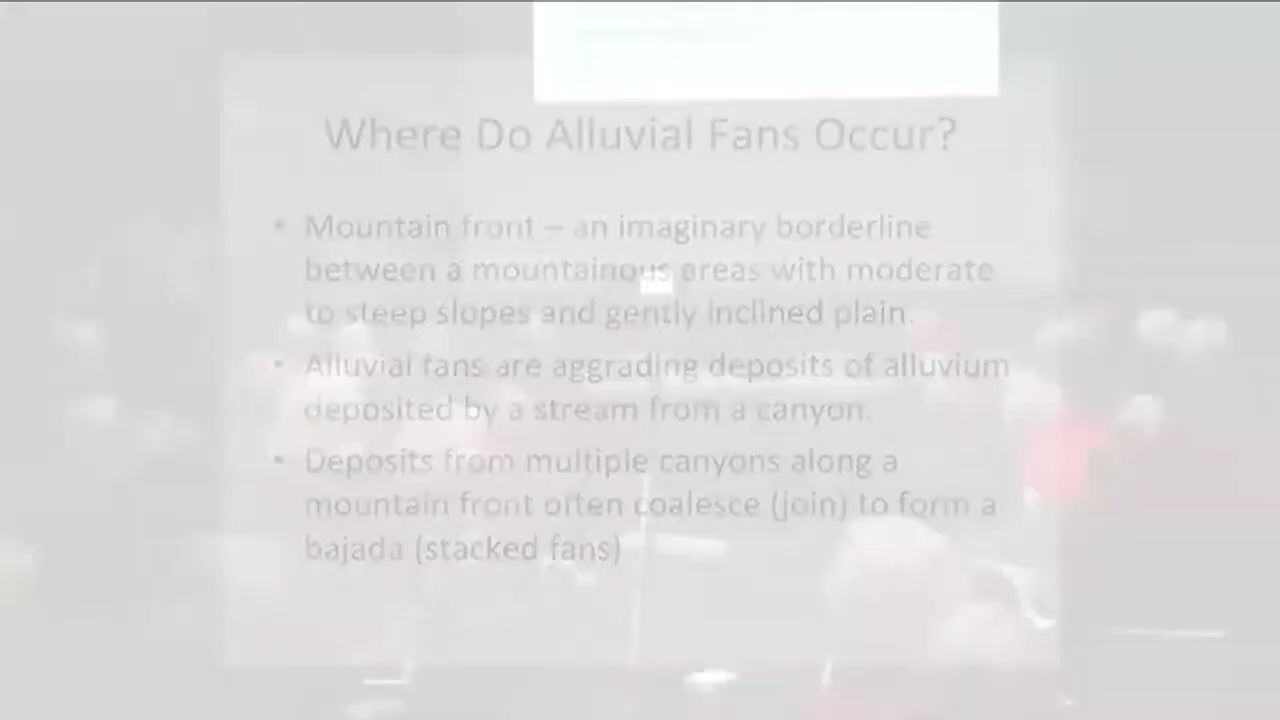 Where Do Alluvial Fans Occur?
• Mountain front – an imaginary borderline
between a mountainous areas with moderate
to steep slopes and gently inclined plain.
• Alluvial fans are aggrading deposits of alluvium
deposited by a stream from a canyon.
• Deposits from multiple canyons along a
mountain front often coalesce (join) to form a
bajada (stacked fans)